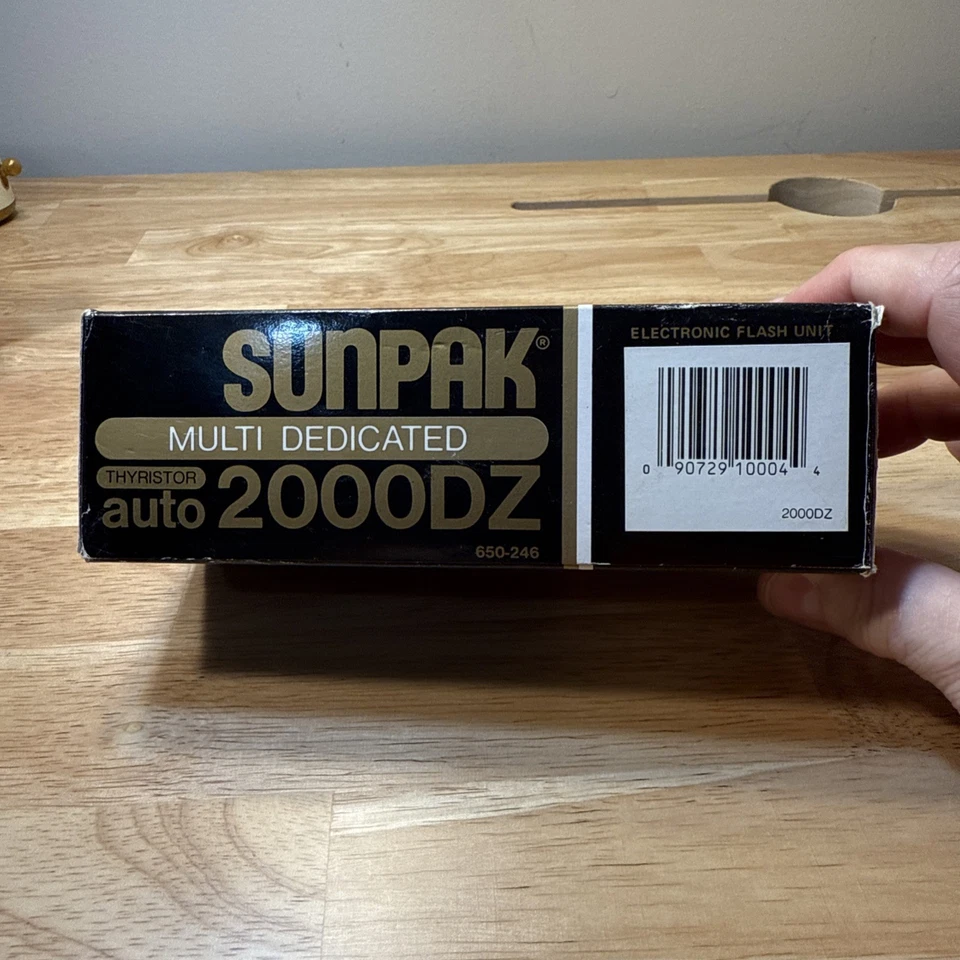 SUNPAK®
MULTI DEDICATED
THYRISTOR
auto 2000DZ
650-246
ELECTRONIC FLASH UNIT
0 90729 10004 4
2000DZ